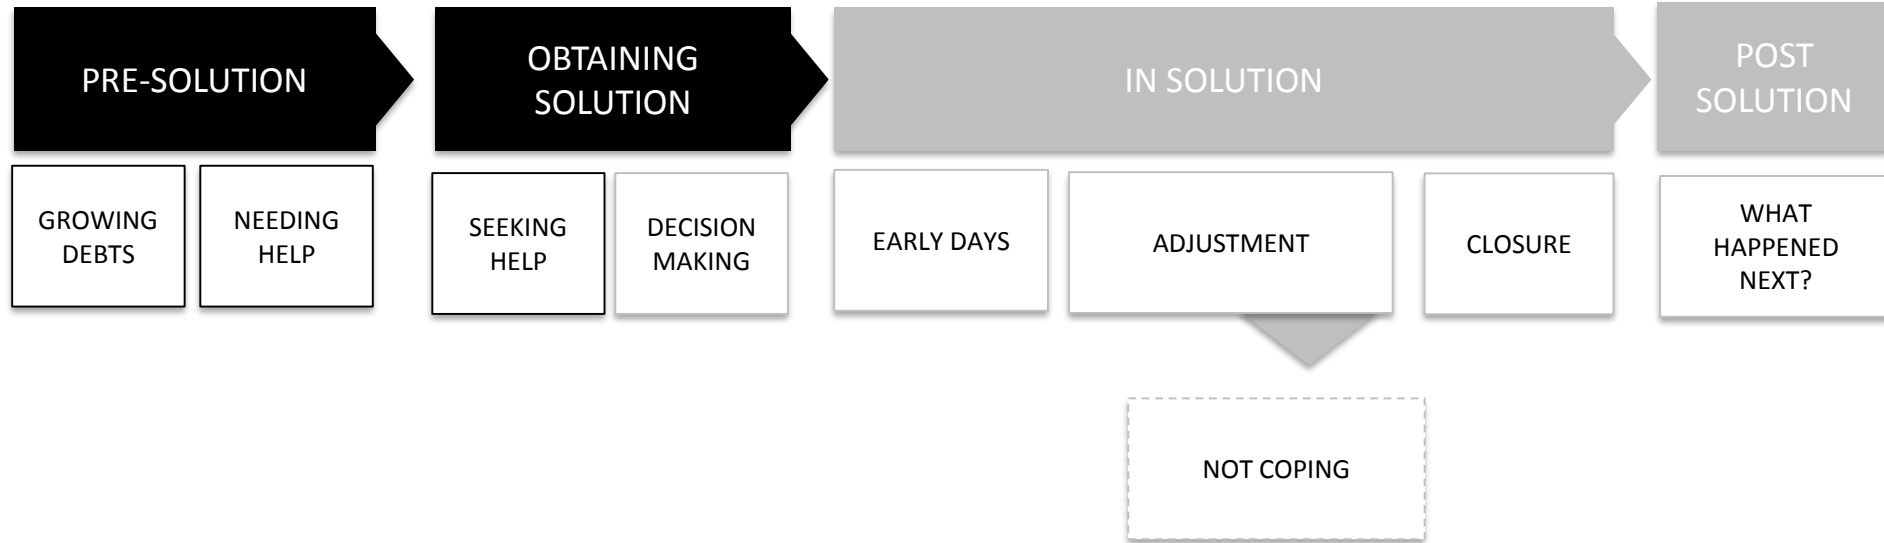 PRE-SOLUTION
OBTAINING
SOLUTION
IN SOLUTION
POST
SOLUTION
GROWING
DEBTS
NEEDING
HELP
SEEKING
HELP
DECISION
MAKING
EARLY DAYS
ADJUSTMENT
CLOSURE
WHAT
HAPPENED
NEXT?
NOT COPING